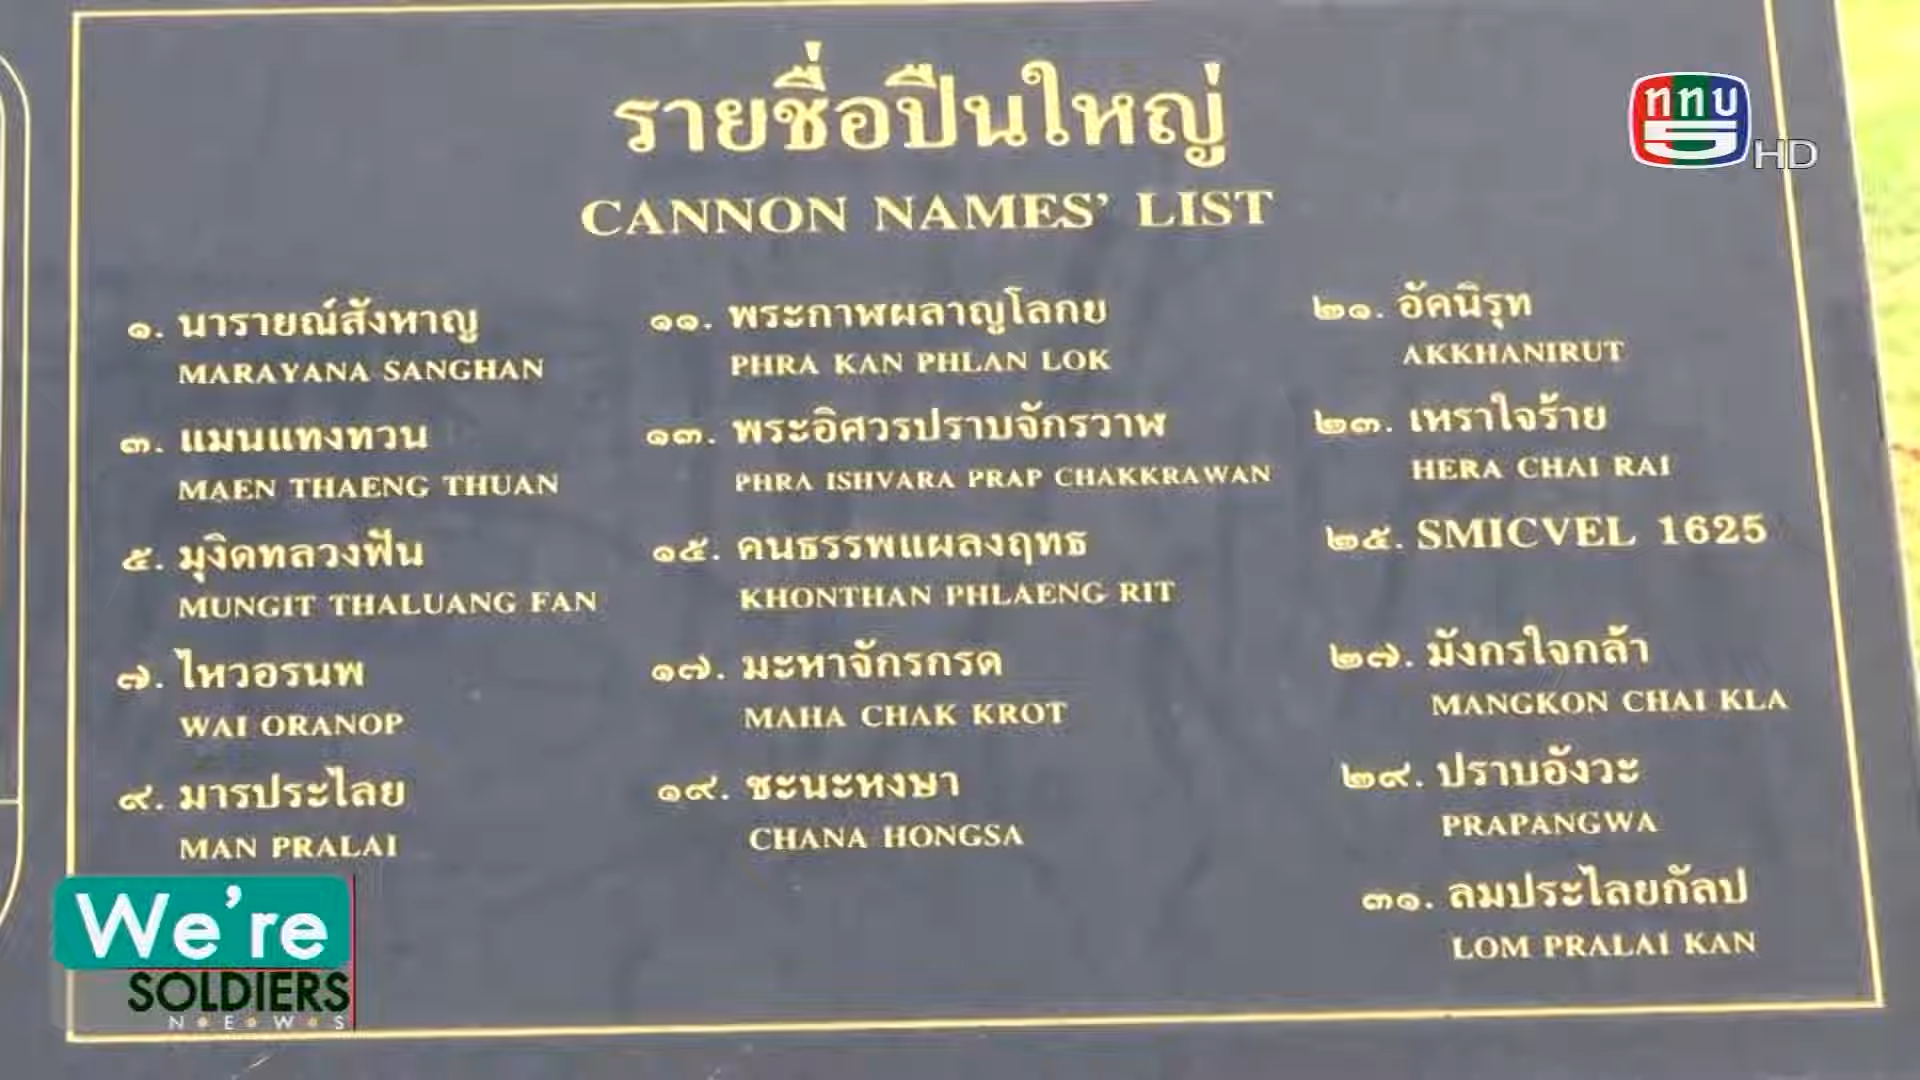 รายชื่อปืนใหญ่
CANNON NAMES' LIST
๑. นารายณ์สังหาญ
MARAYANA SANGHAN
๓. แมนแทงทวน
MAEN THAENG THUAN
๕. มุงิดทลวงฟัน
MUNGIT THALUANG FAN
๗. ไหวอรนพ
WAI ORANOP
๙. มารประไลย
MAN PRALAI
๑๑. พระกาฬผลาญโลกย
PHRA KAN PHLAN LOK
๑๓. พระอิศวรปราบจักรวาฬ
PHRA ISHVARA PRAP CHAKKRAWAN
๑๕. คนธรรพแผลงฤทธ
KHONTHAN PHLAENG RIT
๑๗. มะหาจักรกรด
MAHA CHAK KROT
๑๙. ชะนะหงษา
CHANA HONGSA
๒๑. อัคนิรุท
AKKHANIRUT
๒๓. เหราใจร้าย
HERA CHAI RAI
๒๕. SMICVEL 1625
๒๗. มังกรใจกล้า
MANGKON CHAI KLA
๒๙. ปราบอังวะ
PRAPANGWA
๓๑. ลมประไลยกัลป
LOM PRALAI KAN
ททบ
5
HD
We're
SOLDIERS
N•E•W•S